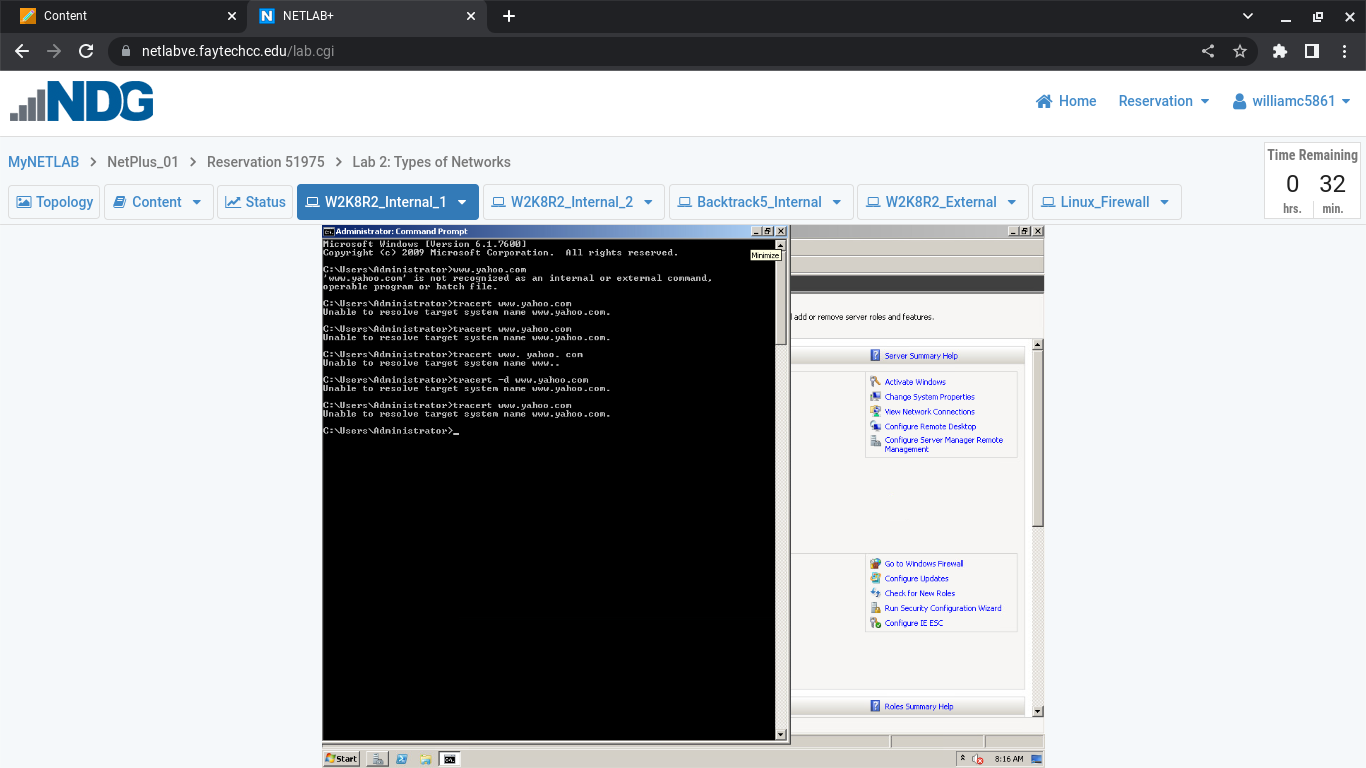 Content
NETLAB+
netlabve.faytechcc.edu/lab.cgi
NDG
Home
Reservation
williamc5861
MyNETLAB > NetPlus_01 > Reservation 51975 > Lab 2: Types of Networks
Time Remaining
0 32
hrs. min.
Topology
Content
Status
W2K8R2_Internal_1
W2K8R2_Internal_2
Backtrack5_Internal
W2K8R2_External
Linux_Firewall
Administrator: Command Prompt
Minimize
Microsoft Windows [Version 6.1.7600]
Copyright (c) 2009 Microsoft Corporation. All rights reserved.
C:\Users\Administrator>www.yahoo.com
'www.yahoo.com' is not recognized as an internal or external command,
operable program or batch file.
C:\Users\Administrator>tracert www.yahoo.com
Unable to resolve target system name www.yahoo.com.
C:\Users\Administrator>tracert www.yahoo.com
Unable to resolve target system name www.yahoo.com.
C:\Users\Administrator>tracert www. yahoo. com
Unable to resolve target system name www..
C:\Users\Administrator>tracert -d www.yahoo.com
Unable to resolve target system name www.yahoo.com.
C:\Users\Administrator>tracert www.yahoo.com
Unable to resolve target system name www.yahoo.com.
C:\Users\Administrator>_
add or remove server roles and features.
Server Summary Help
Activate Windows
Change System Properties
View Network Connections
Configure Remote Desktop
Configure Server Manager Remote
Management
Go to Windows Firewall
Configure Updates
Check for New Roles
Run Security Configuration Wizard
Configure IE ESC
Roles Summary Help
Start
8:16 AM